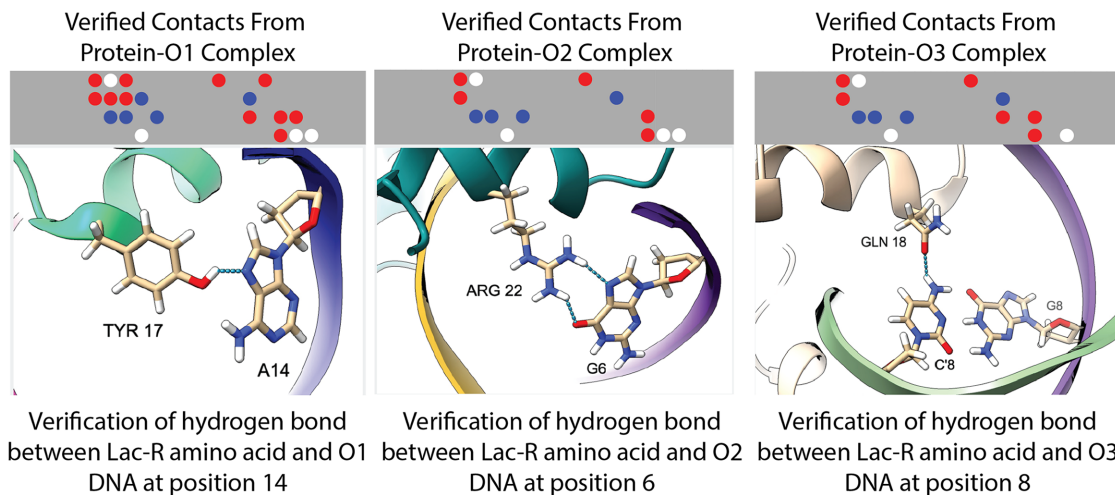 Verified Contacts From
Protein-O1 Complex
Verified Contacts From
Protein-O2 Complex
Verified Contacts From
Protein-O3 Complex
TYR 17
A14
ARG 22
G6
GLN 18
G8
C'8
Verification of hydrogen bond
between Lac-R amino acid and O1
DNA at position 14
Verification of hydrogen bond
between Lac-R amino acid and O2
DNA at position 6
Verification of hydrogen bond
between Lac-R amino acid and O3
DNA at position 8